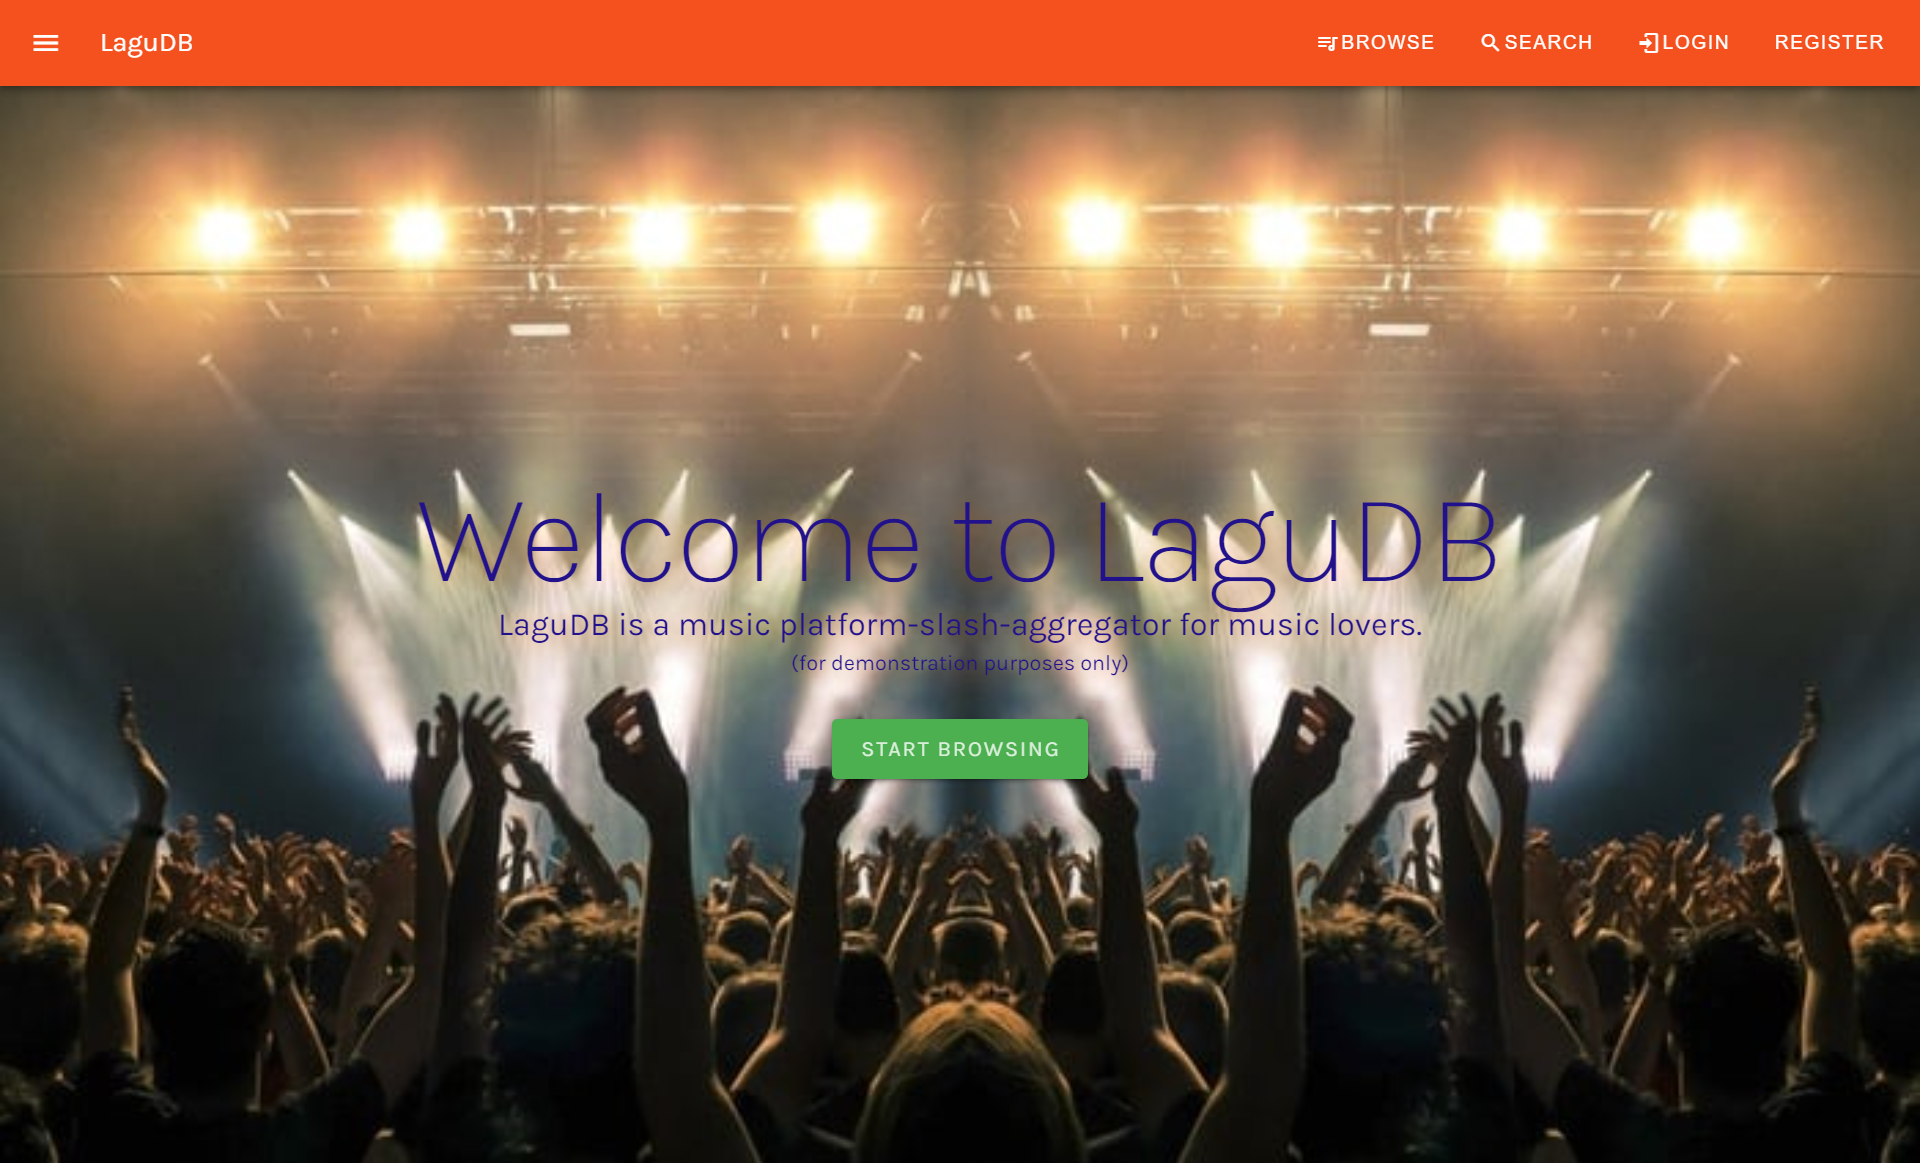 LaguDB
BROWSE
SEARCH
LOGIN
REGISTER
Welcome to LaguDB
LaguDB is a music platform-slash-aggregator for music lovers.
(for demonstration purposes only)
START BROWSING